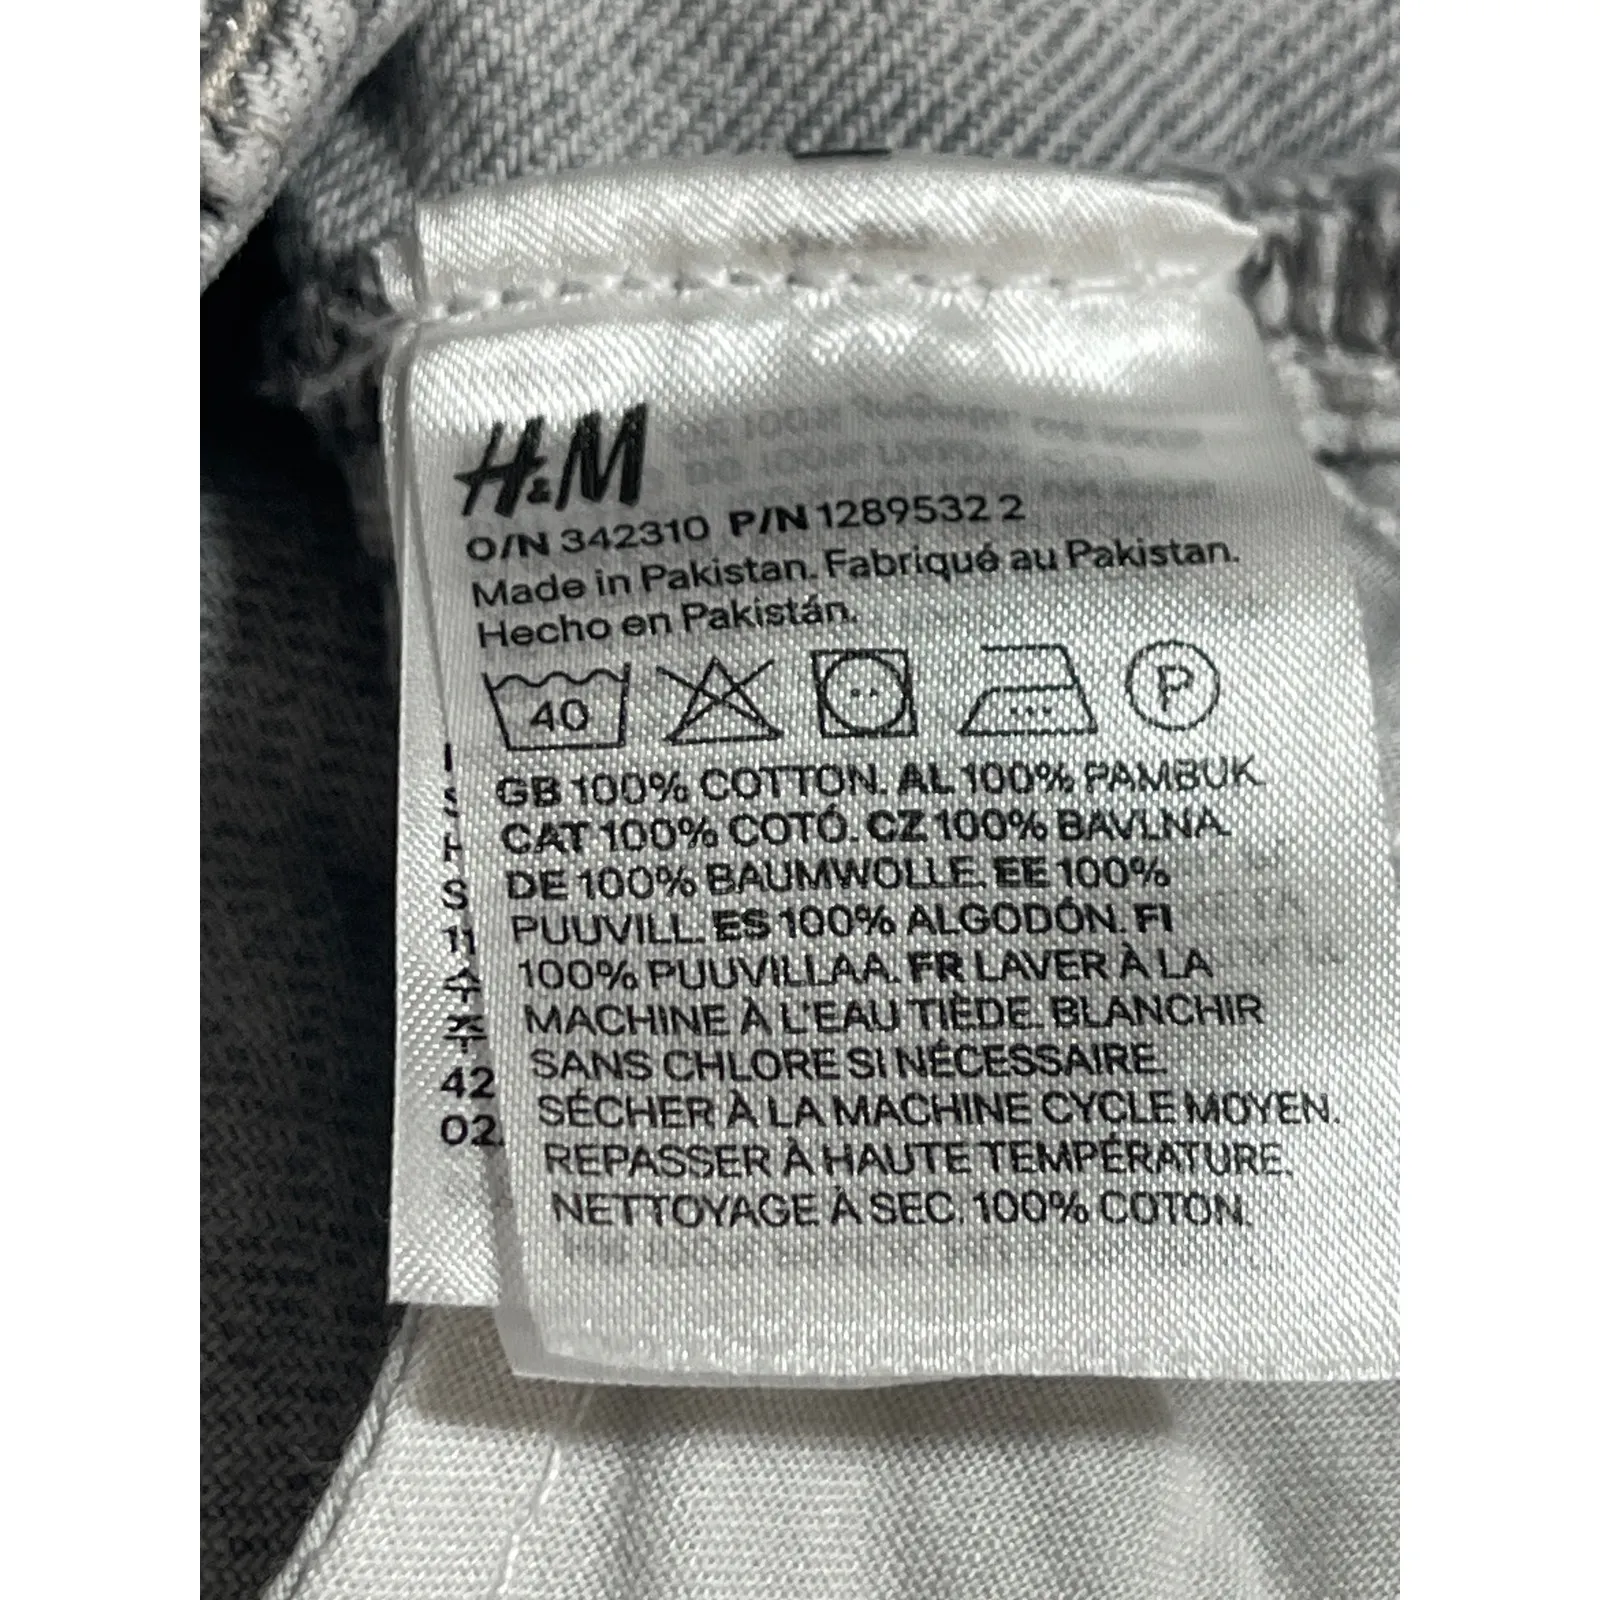 H&M
O/N 342310 P/N 1289532 2
Made in Pakistan. Fabriqué au Pakistan.
Hecho en Pakistán.
40 P
GB 100% COTTON. AL 100% PAMBUK.
CAT 100% COTÓ. CZ 100% BAVLNA.
DE 100% BAUMWOLLE. EE 100%
PUUVILL. ES 100% ALGODÓN. FI
100% PUUVILLAA. FR LAVER À LA
MACHINE À L'EAU TIÈDE. BLANCHIR
SANS CHLORE SI NÉCESSAIRE.
SÉCHER À LA MACHINE CYCLE MOYEN.
REPASSER À HAUTE TEMPÉRATURE.
NETTOYAGE À SEC. 100% COTON.
S
42
02